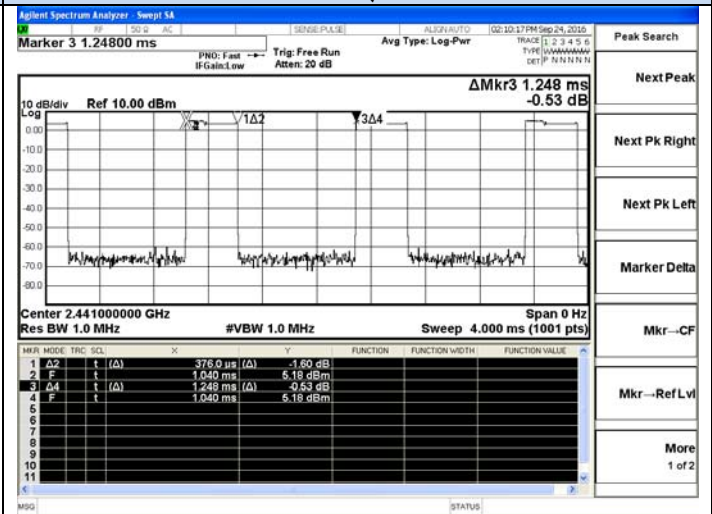 Agilent Spectrum Analyzer - Swept SA
RF 50 Ω AC SENSE:PULSE ALIGN AUTO 02:10:17 PM Sep 24, 2016
Marker 3 1.24800 ms
PNO: Fast Trig: Free Run
IFGain:Low Atten: 20 dB
Avg Type: Log-Pwr
TRACE 1 2 3 4 5 6
TYPE
DET P N N N N N
Peak Search
ΔMkr3 1.248 ms
-0.53 dB
10 dB/div Ref 10.00 dBm
Log
1Δ2 3Δ4
0.00
-10.0
-20.0
-30.0
-40.0
-50.0
-60.0
-70.0
-80.0
Center 2.441000000 GHz Span 0 Hz
Res BW 1.0 MHz #VBW 1.0 MHz Sweep 4.000 ms (1001 pts)
MKR MODE TRC SCL X Y FUNCTION FUNCTION WIDTH FUNCTION VALUE
1 Δ2 t (Δ) 376.0 µs (Δ) -1.60 dB
2 F t 1.040 ms 5.18 dBm
3 Δ4 t (Δ) 1.248 ms (Δ) -0.53 dB
4 F t 1.040 ms 5.18 dBm
5
6
7
8
9
10
11
MSG STATUS
Next Peak
Next Pk Right
Next Pk Left
Marker Delta
Mkr→CF
Mkr→Ref Lvl
More
1 of 2